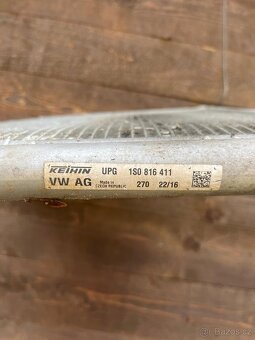 KEIHIN UPG 1S0 816 411
VW AG Made in CZECH REPUBLIC 270 22/16